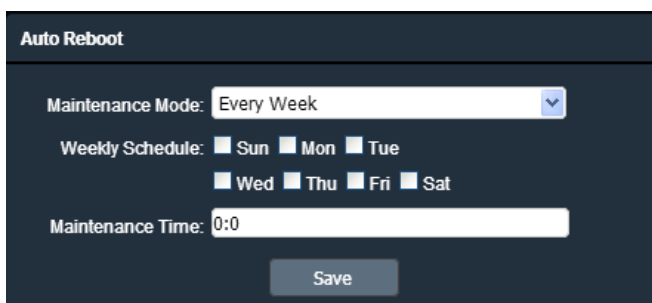 Auto Reboot
Maintenance Mode: Every Week
Weekly Schedule: Sun Mon Tue
Wed Thu Fri Sat
Maintenance Time: 0:0
Save